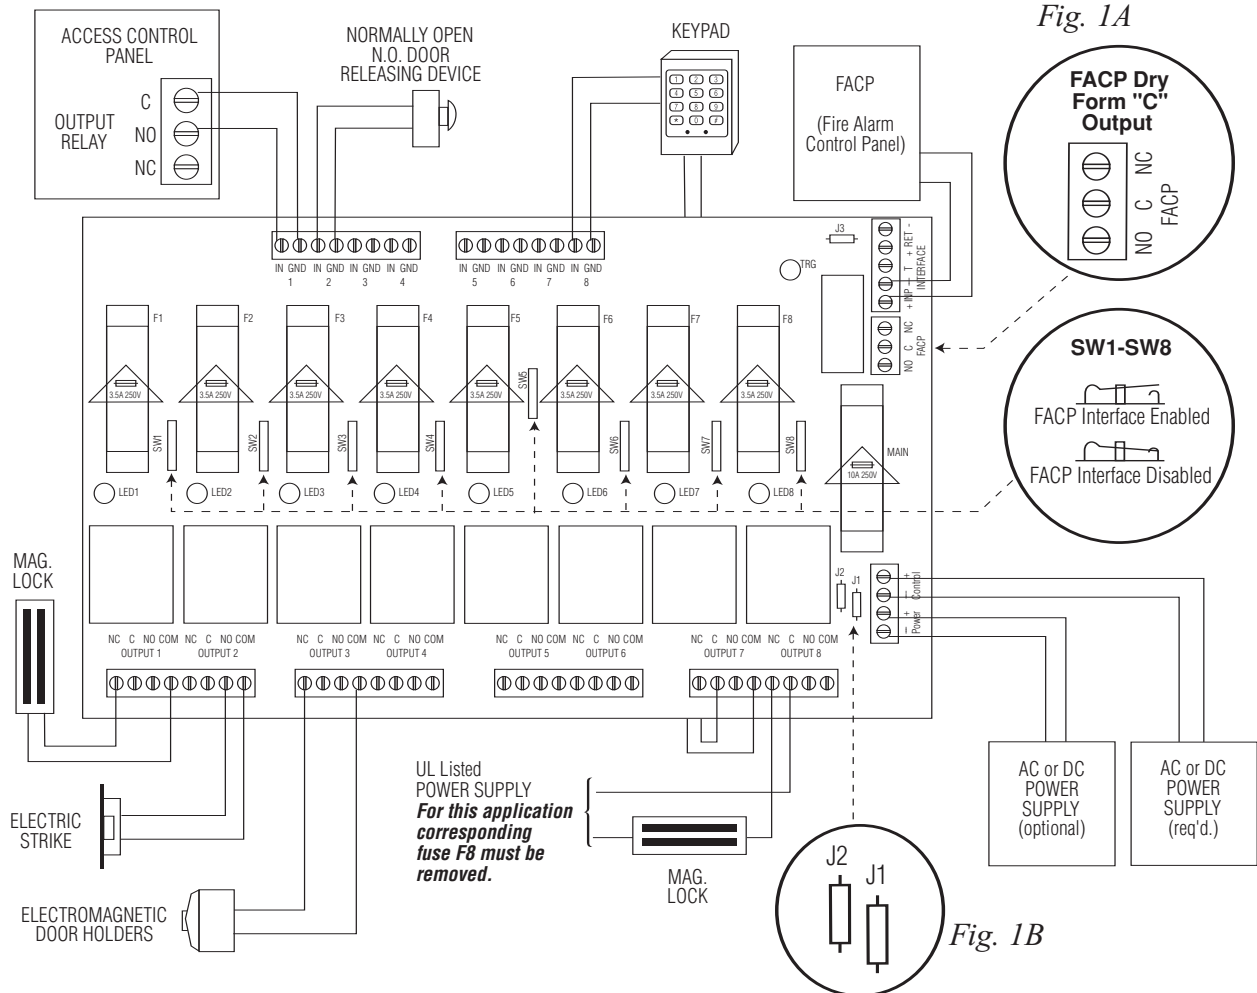 Fig. 1A
ACCESS CONTROL
PANEL
OUTPUT
RELAY
C
NO
NC
NORMALLY OPEN
N.O. DOOR
RELEASING DEVICE
KEYPAD
1 2 3
4 5 6
7 8 9
* 0 #
FACP
(Fire Alarm
Control Panel)
FACP Dry
Form "C"
Output
NO C NC
FACP
IN GND IN GND IN GND IN GND
1 2 3 4
IN GND IN GND IN GND IN GND
5 6 7 8
J3
TRG
+ INP – T + RET -
INTERFACE
NO C NC
FACP
F1
F2
F3
F4
F5
F6
F7
F8
3.5A 250V
3.5A 250V
3.5A 250V
3.5A 250V
3.5A 250V
3.5A 250V
3.5A 250V
3.5A 250V
SW1
SW2
SW3
SW4
SW5
SW6
SW7
SW8
MAIN
10A 250V
SW1-SW8
FACP Interface Enabled
FACP Interface Disabled
LED1
LED2
LED3
LED4
LED5
LED6
LED7
LED8
MAG.
LOCK
J2
J1
– + – +
Power Control
NC C NO COM NC C NO COM
OUTPUT 1 OUTPUT 2
NC C NO COM NC C NO COM
OUTPUT 3 OUTPUT 4
NC C NO COM NC C NO COM
OUTPUT 5 OUTPUT 6
NC C NO COM NC C NO COM
OUTPUT 7 OUTPUT 8
ELECTRIC
STRIKE
ELECTROMAGNETIC
DOOR HOLDERS
UL Listed
POWER SUPPLY
For this application
corresponding
fuse F8 must be
removed.
MAG.
LOCK
AC or DC
POWER
SUPPLY
(optional)
AC or DC
POWER
SUPPLY
(req'd.)
J2
J1
Fig. 1B